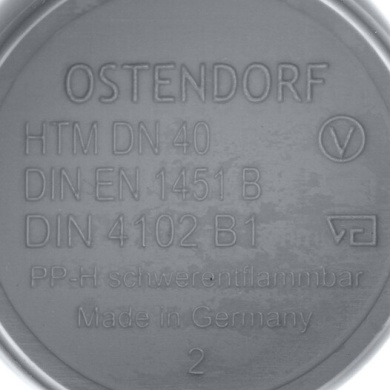 OSTENDORF
HTM DN 40 V
DIN EN 1451 B
DIN 4102 B1
PP-H schwerentflammbar
Made in Germany
2